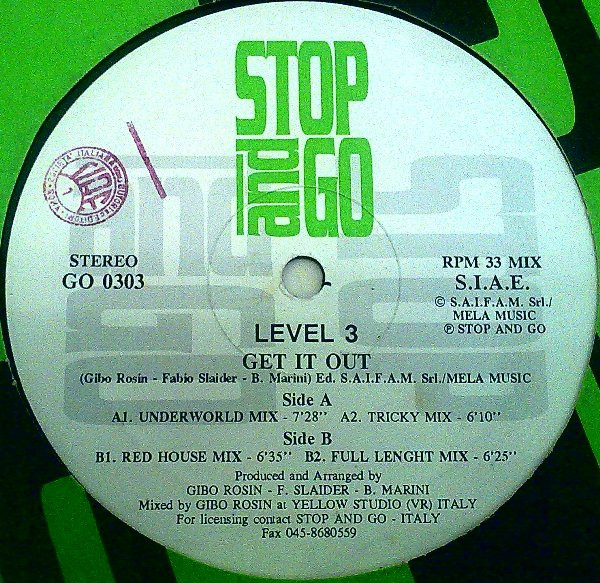 STOP
and
GO
SOCIETÀ ITALIANA
SIAE
STEREO
GO 0303
RPM 33 MIX
S.I.A.E.
© S.A.I.F.A.M. Srl./
MELA MUSIC
℗ STOP AND GO
LEVEL 3
GET IT OUT
(Gibo Rosin - Fabio Slaider - B. Marini) Ed. S.A.I.F.A.M. Srl./MELA MUSIC
Side A
A1. UNDERWORLD MIX - 7'28" A2. TRICKY MIX - 6'10"
Side B
B1. RED HOUSE MIX - 6'35" B2. FULL LENGHT MIX - 6'25"
Produced and Arranged by
GIBO ROSIN - F. SLAIDER - B. MARINI
Mixed by GIBO ROSIN at YELLOW STUDIO (VR) ITALY
For licensing contact STOP AND GO - ITALY
Fax 045-8680559